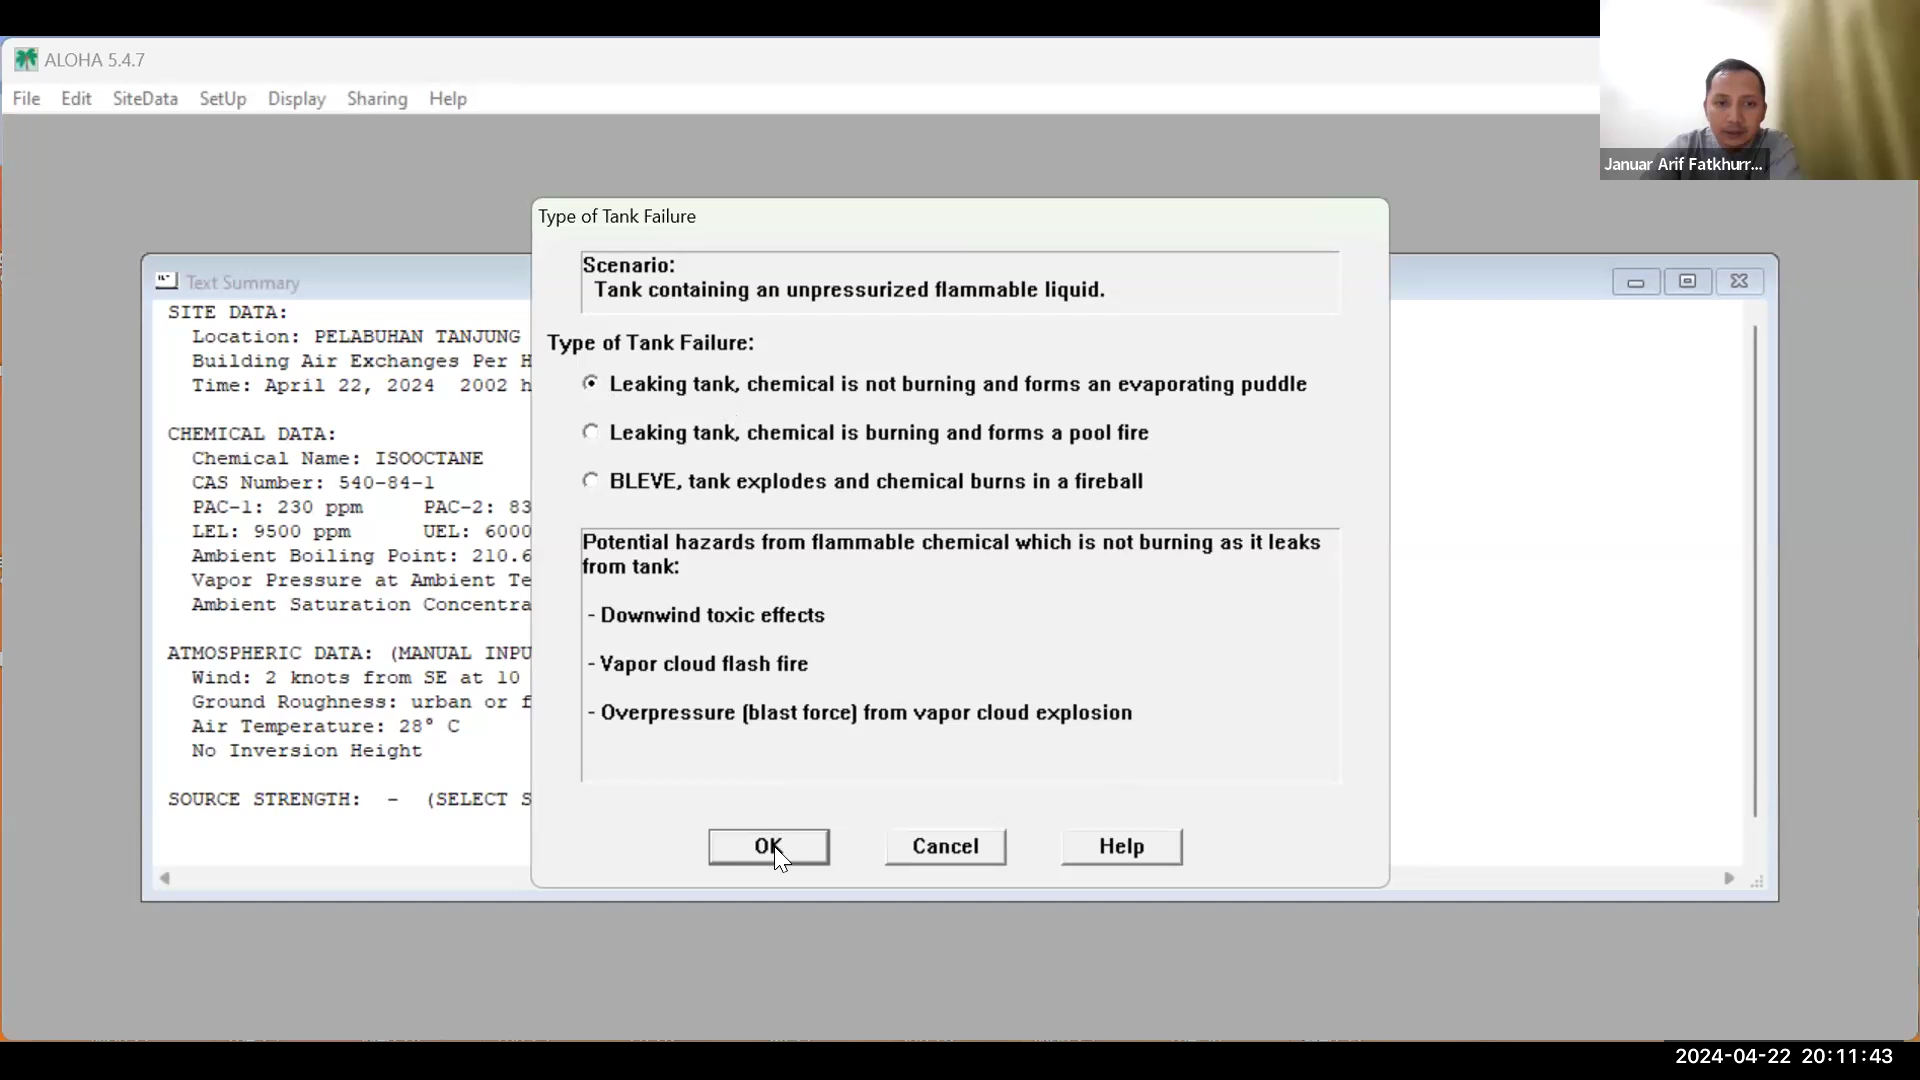 ALOHA 5.4.7
File Edit SiteData SetUp Display Sharing Help
Januar Arif Fatkhurr...
Type of Tank Failure
Scenario:
Tank containing an unpressurized flammable liquid.
Type of Tank Failure:
Leaking tank, chemical is not burning and forms an evaporating puddle
Leaking tank, chemical is burning and forms a pool fire
BLEVE, tank explodes and chemical burns in a fireball
Potential hazards from flammable chemical which is not burning as it leaks
from tank:
- Downwind toxic effects
- Vapor cloud flash fire
- Overpressure (blast force) from vapor cloud explosion
OK Cancel Help
Text Summary
SITE DATA:
Location: PELABUHAN TANJUNG
Building Air Exchanges Per H
Time: April 22, 2024 2002 h
CHEMICAL DATA:
Chemical Name: ISOOCTANE
CAS Number: 540-84-1
PAC-1: 230 ppm PAC-2: 83
LEL: 9500 ppm UEL: 6000
Ambient Boiling Point: 210.6
Vapor Pressure at Ambient Te
Ambient Saturation Concentra
ATMOSPHERIC DATA: (MANUAL INPU
Wind: 2 knots from SE at 10
Ground Roughness: urban or f
Air Temperature: 28° C
No Inversion Height
SOURCE STRENGTH: - (SELECT S
2024-04-22 20:11:43